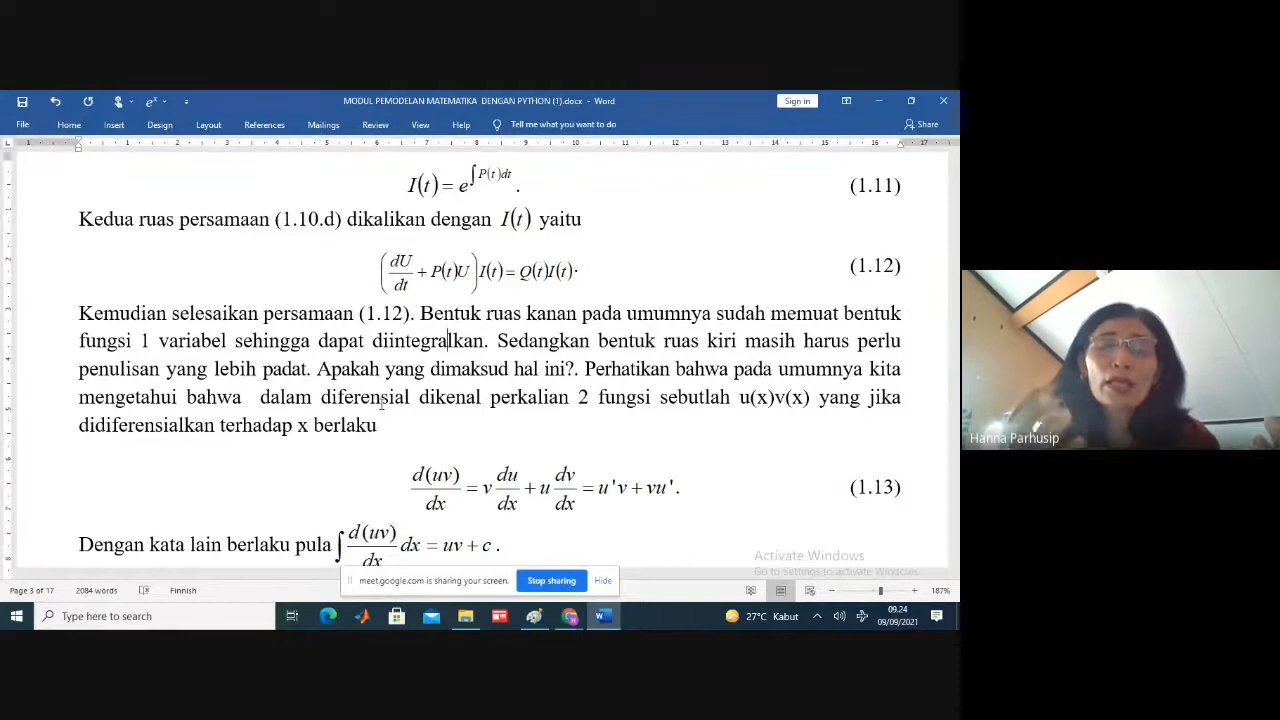 MODUL PEMODELAN MATEMATIKA DENGAN PYTHON (1).docx - Word
Sign in
File Home Insert Design Layout References Mailings Review View Help Tell me what you want to do Share
I(t) = e^{∫P(t)dt} . (1.11)
Kedua ruas persamaan (1.10.d) dikalikan dengan I(t) yaitu
(dU/dt + P(t)U)I(t) = Q(t)I(t). (1.12)
Kemudian selesaikan persamaan (1.12). Bentuk ruas kanan pada umumnya sudah memuat bentuk
fungsi 1 variabel sehingga dapat diintegralkan. Sedangkan bentuk ruas kiri masih harus perlu
penulisan yang lebih padat. Apakah yang dimaksud hal ini?. Perhatikan bahwa pada umumnya kita
mengetahui bahwa dalam diferensial dikenal perkalian 2 fungsi sebutlah u(x)v(x) yang jika
didiferensialkan terhadap x berlaku
d(uv)/dx = v du/dx + u dv/dx = u'v + vu'. (1.13)
Dengan kata lain berlaku pula ∫ d(uv)/dx dx = uv + c .
Activate Windows
Go to Settings to activate Windows.
meet.google.com is sharing your screen. Stop sharing Hide
Page 3 of 17 2084 words Finnish 187%
Type here to search
27°C Kabut
09.24
09/09/2021
Hanna Parhusip